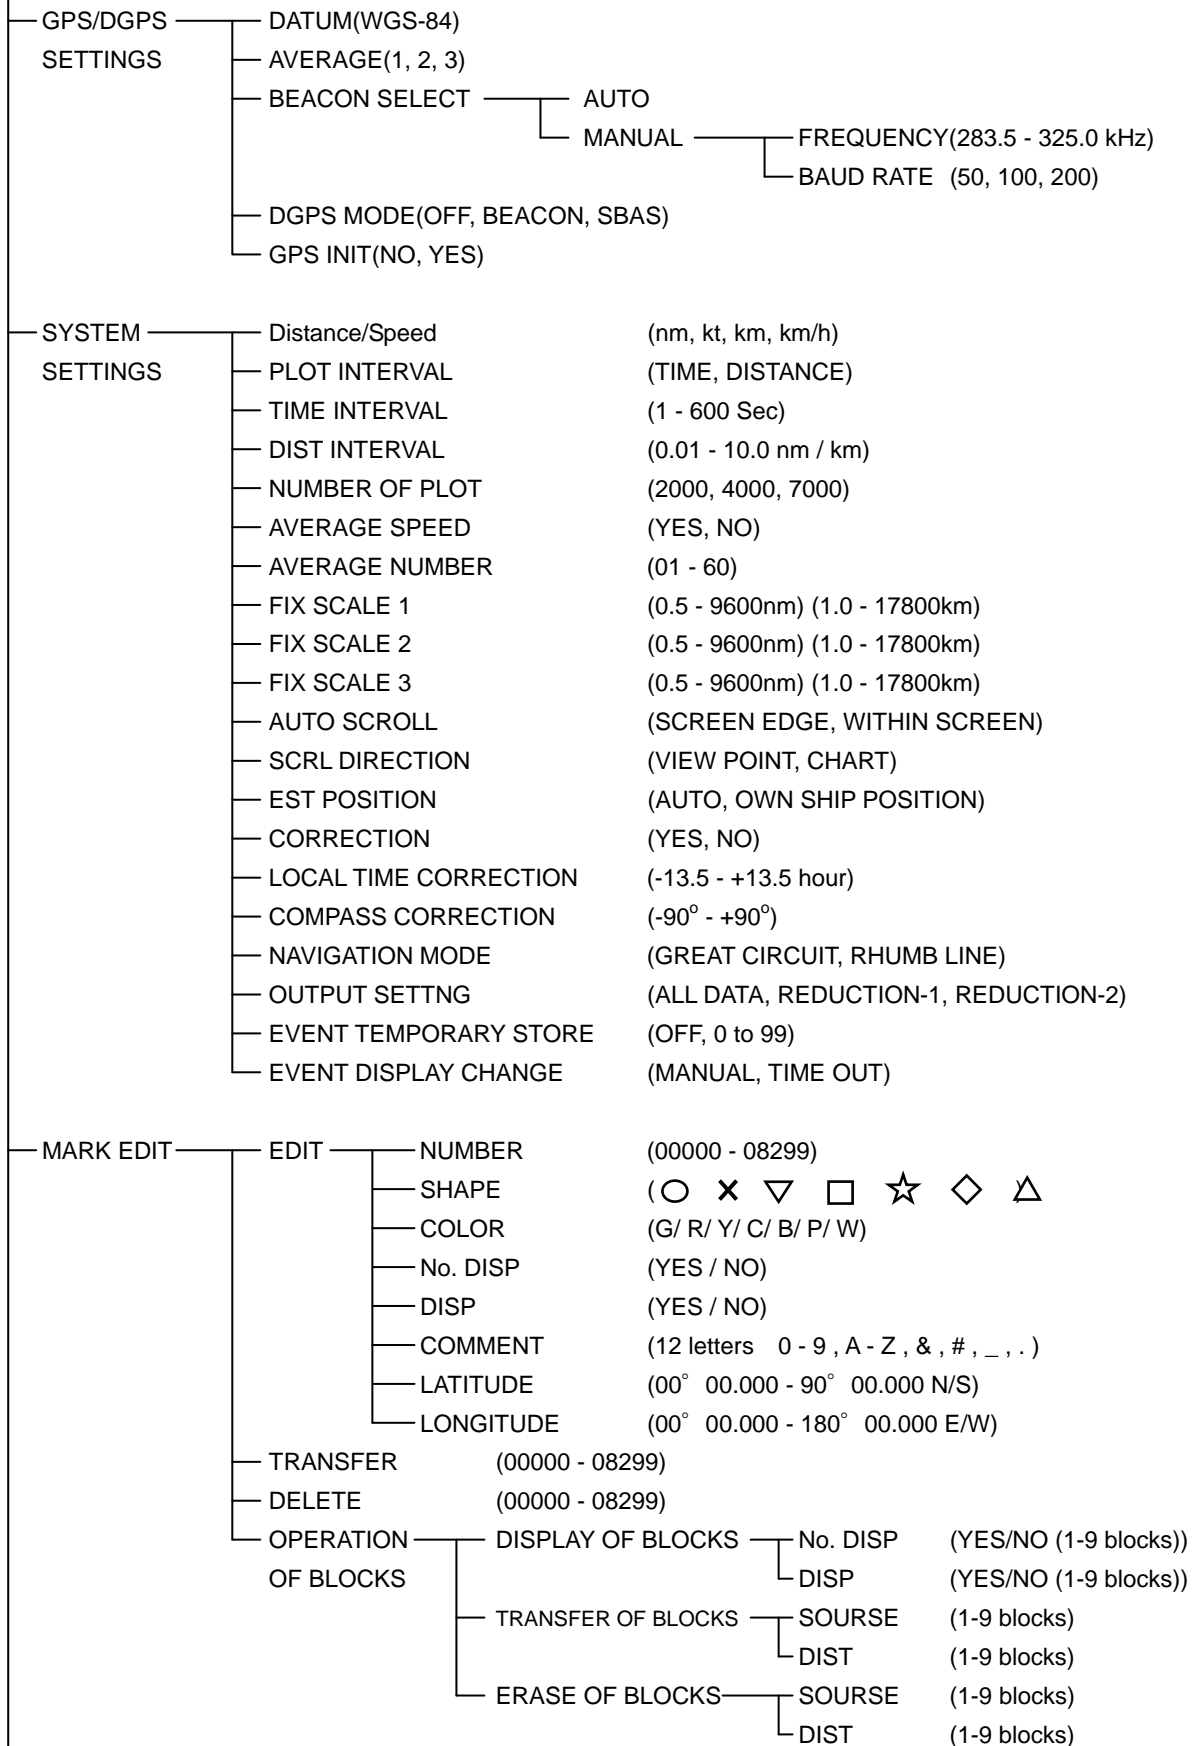 GPS/DGPS DATUM(WGS-84)
SETTINGS AVERAGE(1, 2, 3)
BEACON SELECT AUTO
MANUAL FREQUENCY(283.5 - 325.0 kHz)
BAUD RATE (50, 100, 200)
DGPS MODE(OFF, BEACON, SBAS)
GPS INIT(NO, YES)
SYSTEM Distance/Speed (nm, kt, km, km/h)
SETTINGS PLOT INTERVAL (TIME, DISTANCE)
TIME INTERVAL (1 - 600 Sec)
DIST INTERVAL (0.01 - 10.0 nm / km)
NUMBER OF PLOT (2000, 4000, 7000)
AVERAGE SPEED (YES, NO)
AVERAGE NUMBER (01 - 60)
FIX SCALE 1 (0.5 - 9600nm) (1.0 - 17800km)
FIX SCALE 2 (0.5 - 9600nm) (1.0 - 17800km)
FIX SCALE 3 (0.5 - 9600nm) (1.0 - 17800km)
AUTO SCROLL (SCREEN EDGE, WITHIN SCREEN)
SCRL DIRECTION (VIEW POINT, CHART)
EST POSITION (AUTO, OWN SHIP POSITION)
CORRECTION (YES, NO)
LOCAL TIME CORRECTION (-13.5 - +13.5 hour)
COMPASS CORRECTION (-90° - +90°)
NAVIGATION MODE (GREAT CIRCUIT, RHUMB LINE)
OUTPUT SETTNG (ALL DATA, REDUCTION-1, REDUCTION-2)
EVENT TEMPORARY STORE (OFF, 0 to 99)
EVENT DISPLAY CHANGE (MANUAL, TIME OUT)
MARK EDIT EDIT NUMBER (00000 - 08299)
SHAPE (○ ✕ ▽ □ ☆ ◇ △)
COLOR (G/ R/ Y/ C/ B/ P/ W)
No. DISP (YES / NO)
DISP (YES / NO)
COMMENT (12 letters 0 - 9 , A - Z , & , # , _ , . )
LATITUDE (00° 00.000 - 90° 00.000 N/S)
LONGITUDE (00° 00.000 - 180° 00.000 E/W)
TRANSFER (00000 - 08299)
DELETE (00000 - 08299)
OPERATION DISPLAY OF BLOCKS No. DISP (YES/NO (1-9 blocks))
OF BLOCKS DISP (YES/NO (1-9 blocks))
TRANSFER OF BLOCKS SOURSE (1-9 blocks)
DIST (1-9 blocks)
ERASE OF BLOCKS SOURSE (1-9 blocks)
DIST (1-9 blocks)